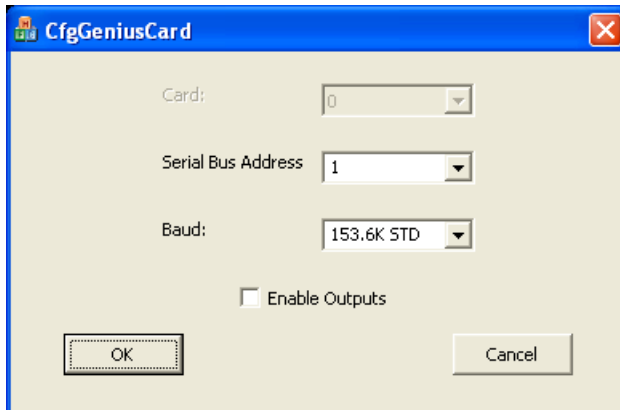 CfgGeniusCard
Card: 0
Serial Bus Address 1
Baud: 153.6K STD
Enable Outputs
OK Cancel